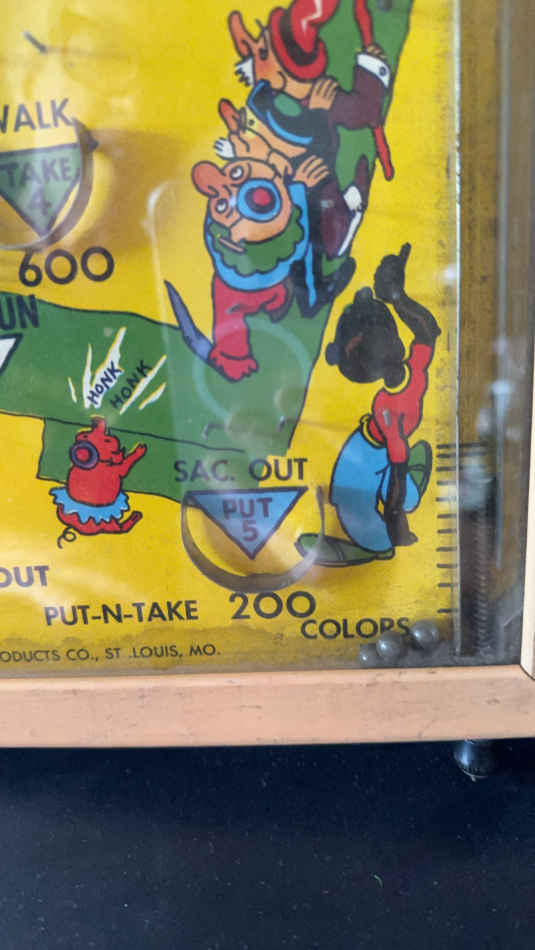 WALK
TAKE
4
600
UN
HONK
HONK
SAC. OUT
PUT
5
OUT
PUT-N-TAKE 200
COLORS
ODUCTS CO., ST. LOUIS, MO.